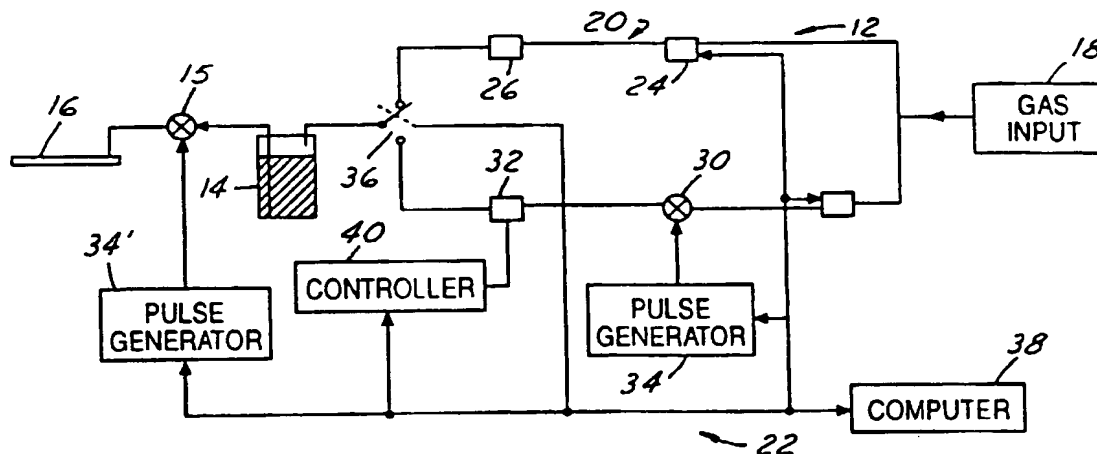 20
12
18
GAS
INPUT
15
16
26
24
36
32
30
14
34'
40
CONTROLLER
PULSE
GENERATOR
PULSE
GENERATOR
34
38
COMPUTER
22